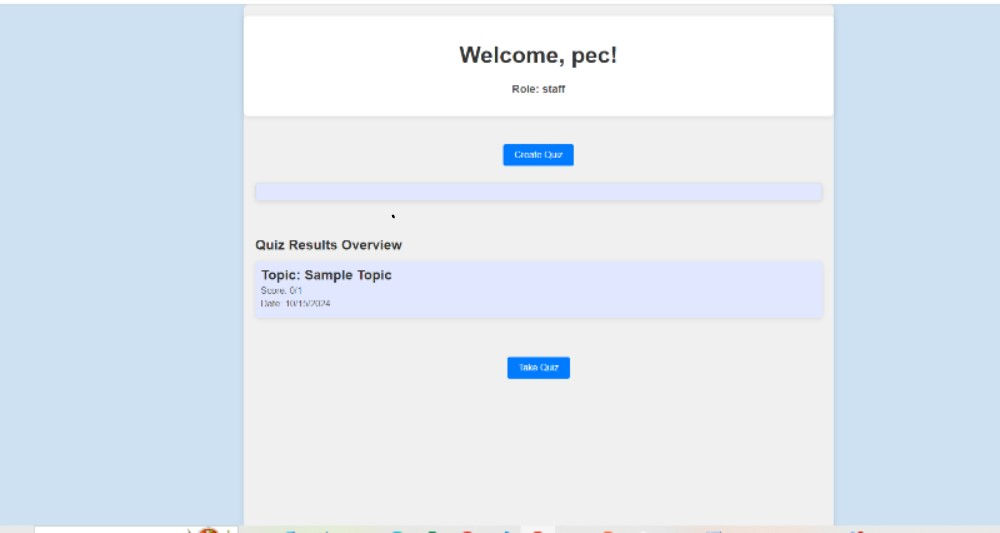 Welcome, pec!
Role: staff
Create Quiz
Quiz Results Overview
Topic: Sample Topic
Score: 0/1
Date: 10/15/2024
Take Quiz